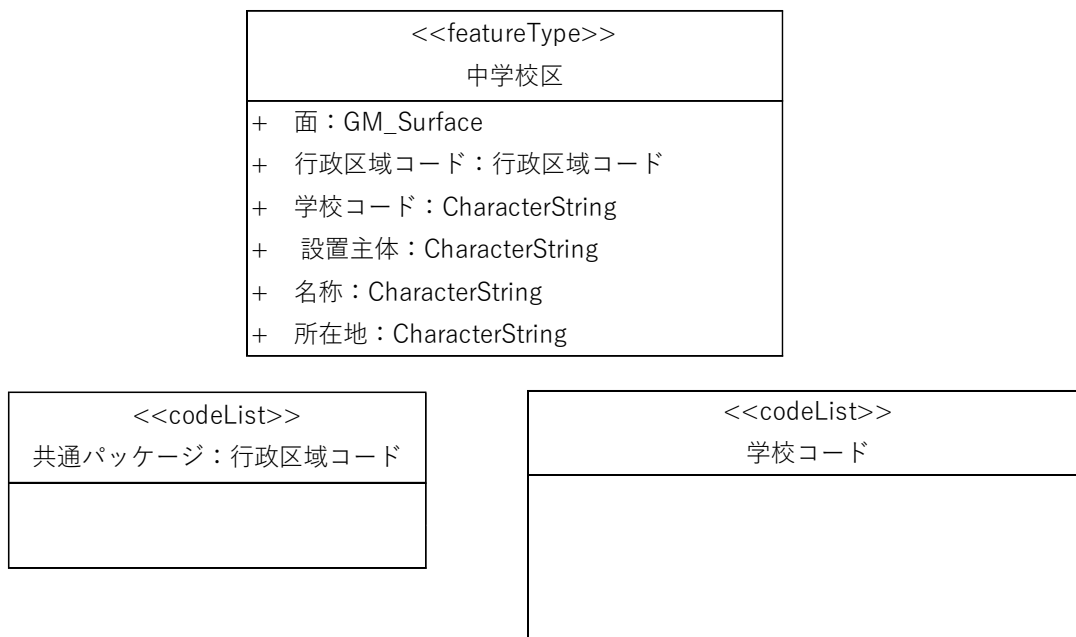 <<featureType>>
中学校区
+ 面：GM_Surface
+ 行政区域コード：行政区域コード
+ 学校コード：CharacterString
+ 設置主体：CharacterString
+ 名称：CharacterString
+ 所在地：CharacterString
<<codeList>>
共通パッケージ：行政区域コード
<<codeList>>
学校コード